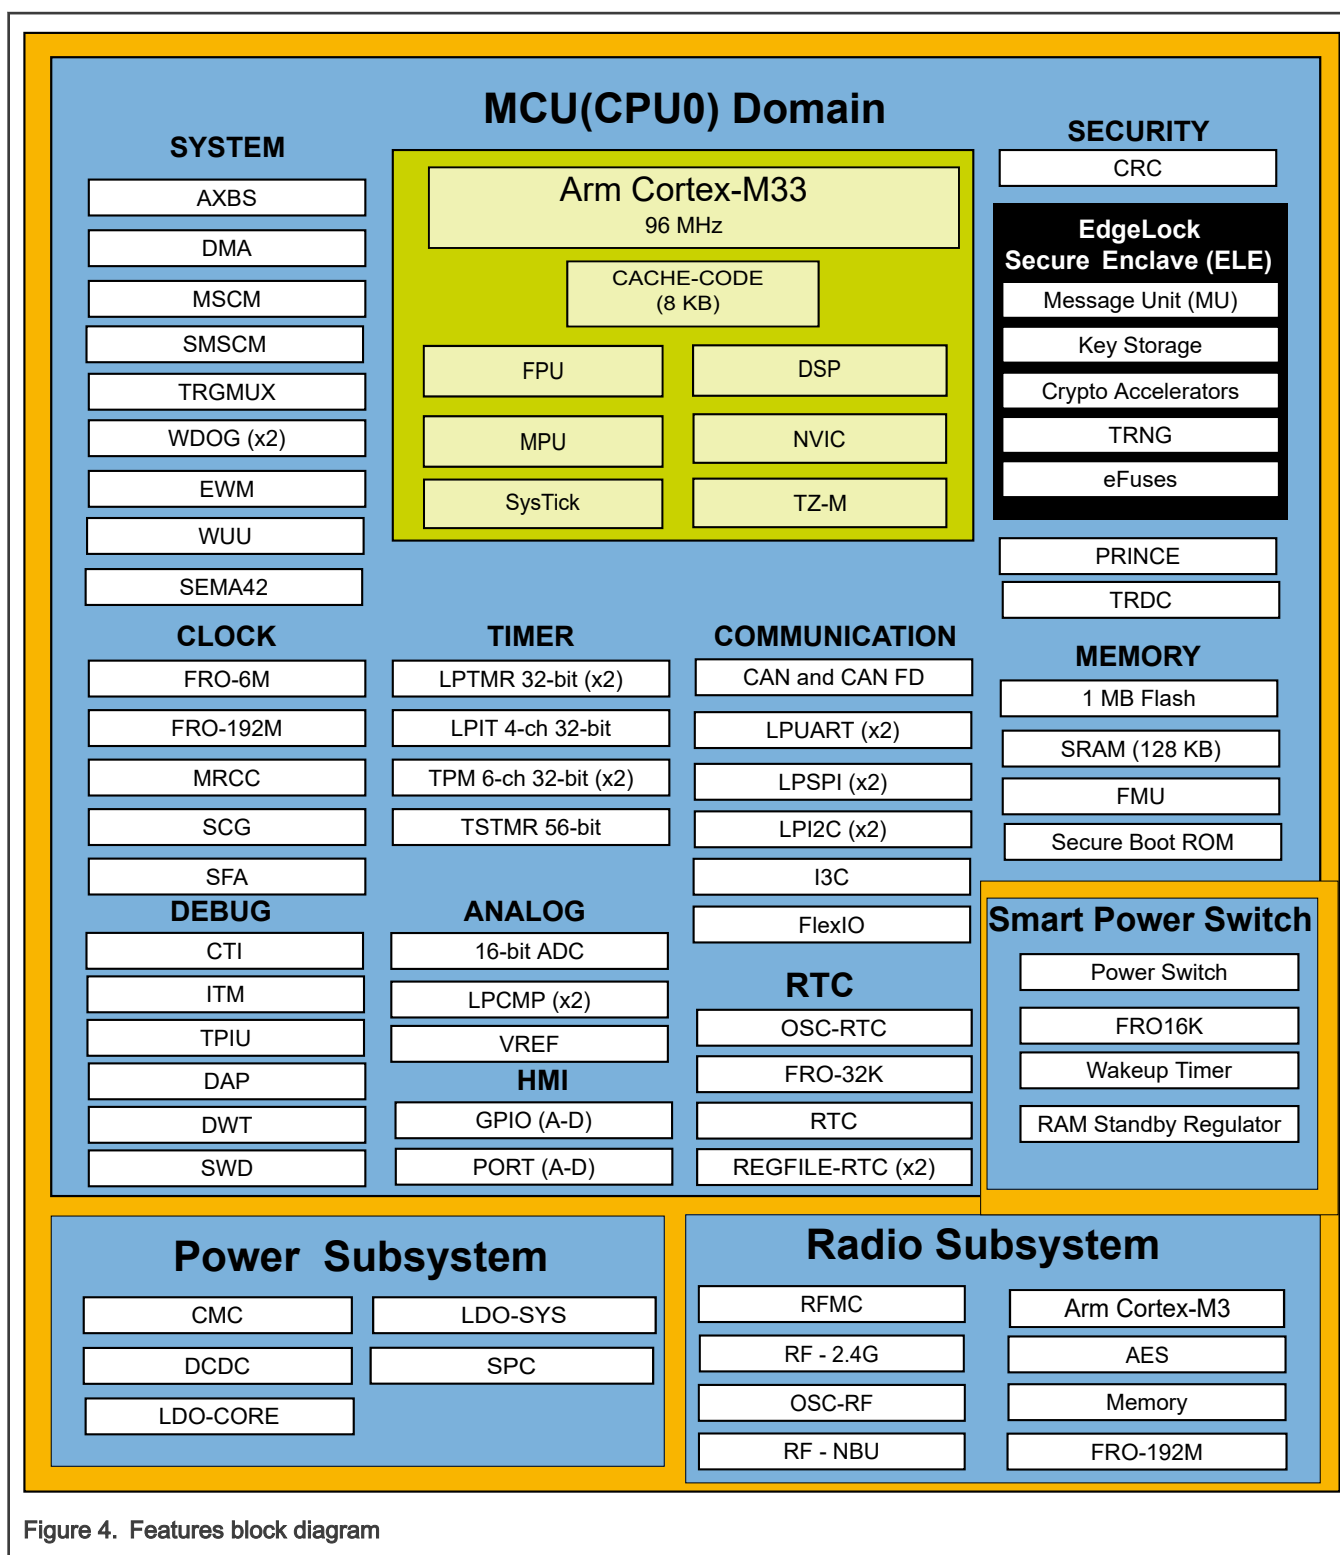 MCU(CPU0) Domain
SYSTEM
AXBS
DMA
MSCM
SMSCM
TRGMUX
WDOG (x2)
EWM
WUU
SEMA42
Arm Cortex-M33
96 MHz
CACHE-CODE
(8 KB)
FPU
DSP
MPU
NVIC
SysTick
TZ-M
SECURITY
CRC
EdgeLock
Secure Enclave (ELE)
Message Unit (MU)
Key Storage
Crypto Accelerators
TRNG
eFuses
PRINCE
TRDC
CLOCK
FRO-6M
FRO-192M
MRCC
SCG
SFA
TIMER
LPTMR 32-bit (x2)
LPIT 4-ch 32-bit
TPM 6-ch 32-bit (x2)
TSTMR 56-bit
COMMUNICATION
CAN and CAN FD
LPUART (x2)
LPSPI (x2)
LPI2C (x2)
I3C
FlexIO
MEMORY
1 MB Flash
SRAM (128 KB)
FMU
Secure Boot ROM
DEBUG
CTI
ITM
TPIU
DAP
DWT
SWD
ANALOG
16-bit ADC
LPCMP (x2)
VREF
HMI
GPIO (A-D)
PORT (A-D)
RTC
OSC-RTC
FRO-32K
RTC
REGFILE-RTC (x2)
Smart Power Switch
Power Switch
FRO16K
Wakeup Timer
RAM Standby Regulator
Power Subsystem
CMC
LDO-SYS
DCDC
SPC
LDO-CORE
Radio Subsystem
RFMC
Arm Cortex-M3
RF - 2.4G
AES
OSC-RF
Memory
RF - NBU
FRO-192M
Figure 4. Features block diagram